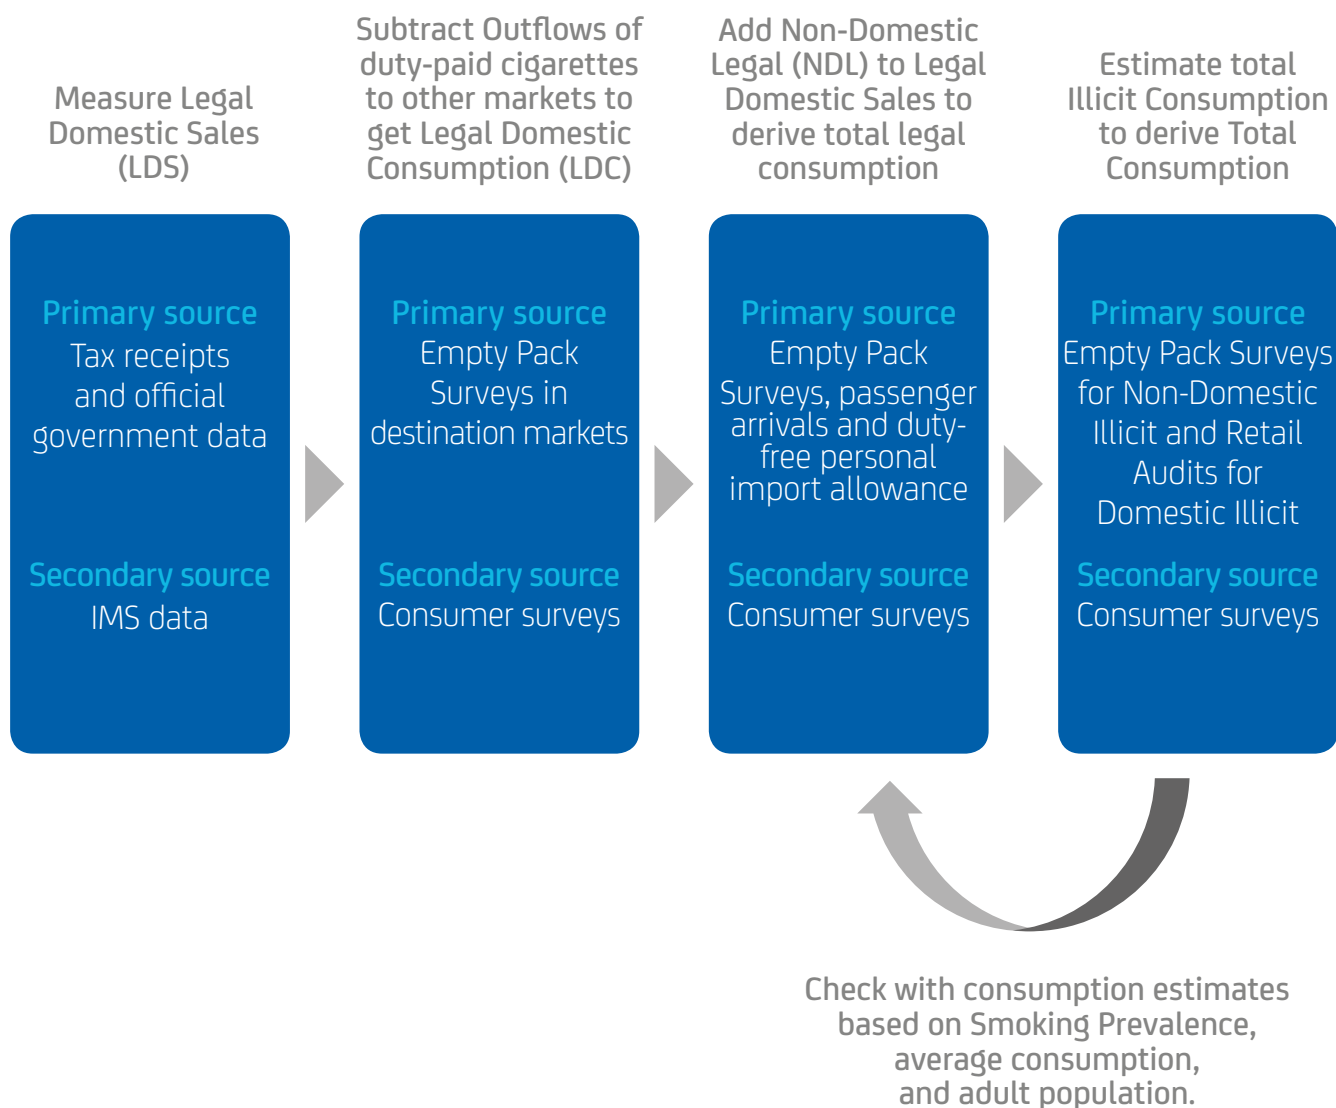 Measure Legal
Domestic Sales
(LDS)
Subtract Outflows of
duty-paid cigarettes
to other markets to
get Legal Domestic
Consumption (LDC)
Add Non-Domestic
Legal (NDL) to Legal
Domestic Sales to
derive total legal
consumption
Estimate total
Illicit Consumption
to derive Total
Consumption
Primary source
Tax receipts
and official
government data
Secondary source
IMS data
Primary source
Empty Pack
Surveys in
destination markets
Secondary source
Consumer surveys
Primary source
Empty Pack
Surveys, passenger
arrivals and duty-
free personal
import allowance
Secondary source
Consumer surveys
Primary source
Empty Pack Surveys
for Non-Domestic
Illicit and Retail
Audits for
Domestic Illicit
Secondary source
Consumer surveys
Check with consumption estimates
based on Smoking Prevalence,
average consumption,
and adult population.